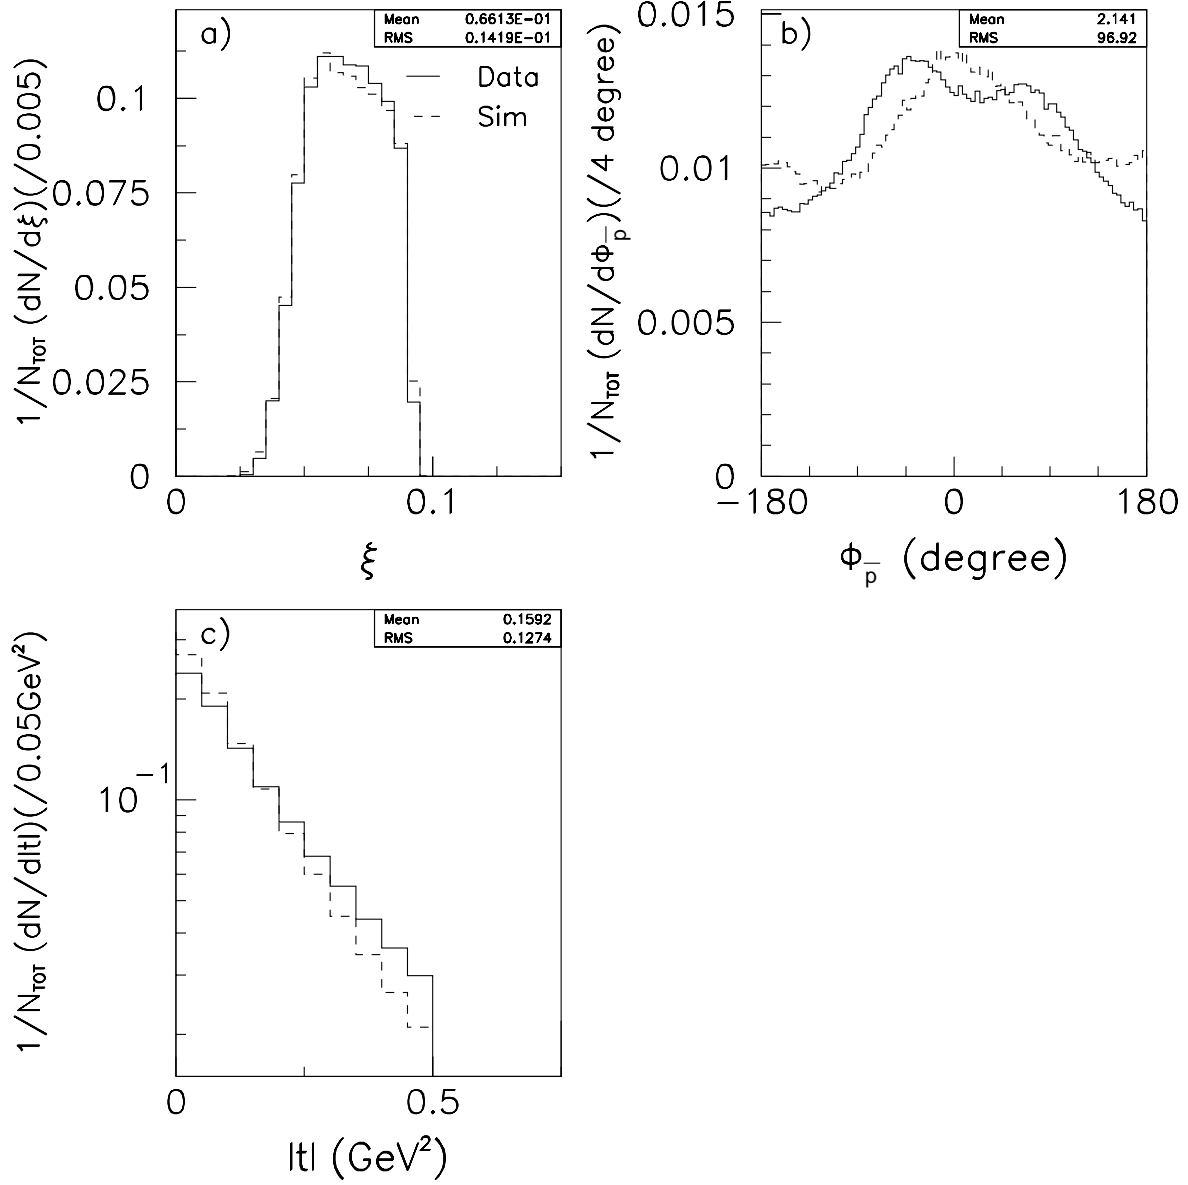 a)
Mean 0.6613E-01
RMS 0.1419E-01
Data
Sim
1/N_TOT (dN/dξ)(/0.005)
0.1
0.075
0.05
0.025
0
0 0.1
ξ
b)
Mean 2.141
RMS 96.92
1/N_TOT (dN/dΦ_p̅)(/4 degree)
0.015
0.01
0.005
0
−180 0 180
Φ_p̅ (degree)
c)
Mean 0.1592
RMS 0.1274
1/N_TOT (dN/d|t|)(/0.05GeV²)
10⁻¹
0 0.5
|t| (GeV²)